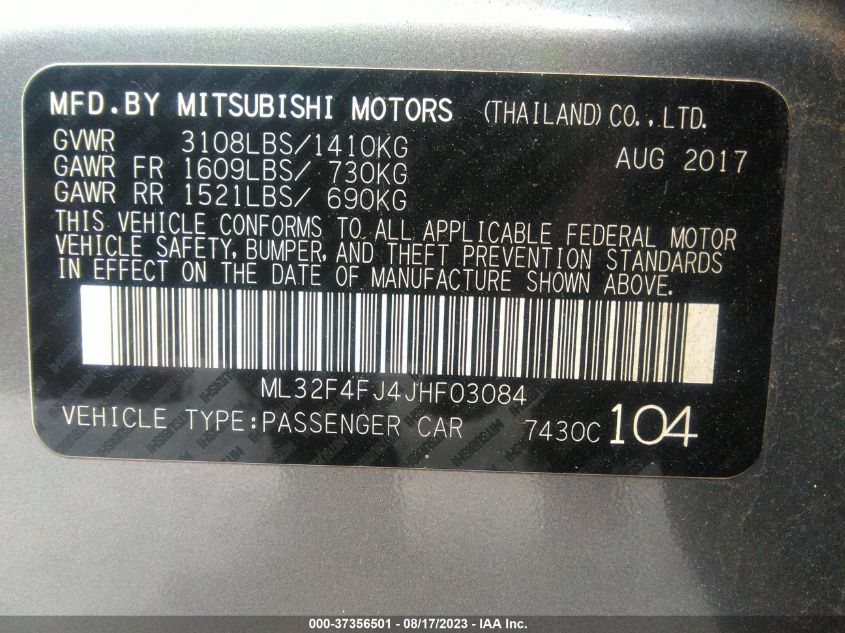 MFD.BY MITSUBISHI MOTORS (THAILAND) CO., LTD.
GVWR 3108LBS/1410KG AUG 2017
GAWR FR 1609LBS/ 730KG
GAWR RR 1521LBS/ 690KG
THIS VEHICLE CONFORMS TO ALL APPLICABLE FEDERAL MOTOR
VEHICLE SAFETY, BUMPER, AND THEFT PREVENTION STANDARDS
IN EFFECT ON THE DATE OF MANUFACTURE SHOWN ABOVE.
ML32F4FJ4JHF03084
VEHICLE TYPE:PASSENGER CAR 7430C 104
000-37356501 - 08/17/2023 - IAA Inc.